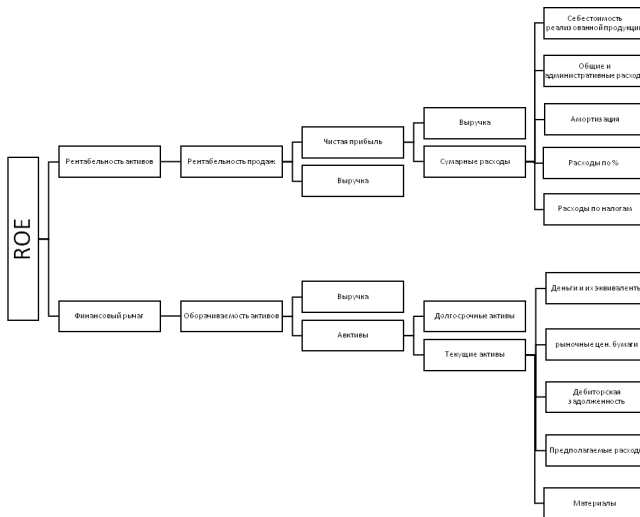 Себестоимость
реализованной продукции
Общие и
административные расход
Амортизация
Расходы по %
Расходы по налогам
Выручка
Сумарные расходы
Чистая прибыль
Выручка
Рентабельность активов
Рентабельность продаж
ROE
Финансовый рычаг
Оборачиваемость активов
Выручка
Авктивы
Долгосрочные активы
Текущие активы
Деньги и их эквиваленты
рыночные цен. бумаги
Дебиторская
задолженность
Предполагаемые расходы
Материалы